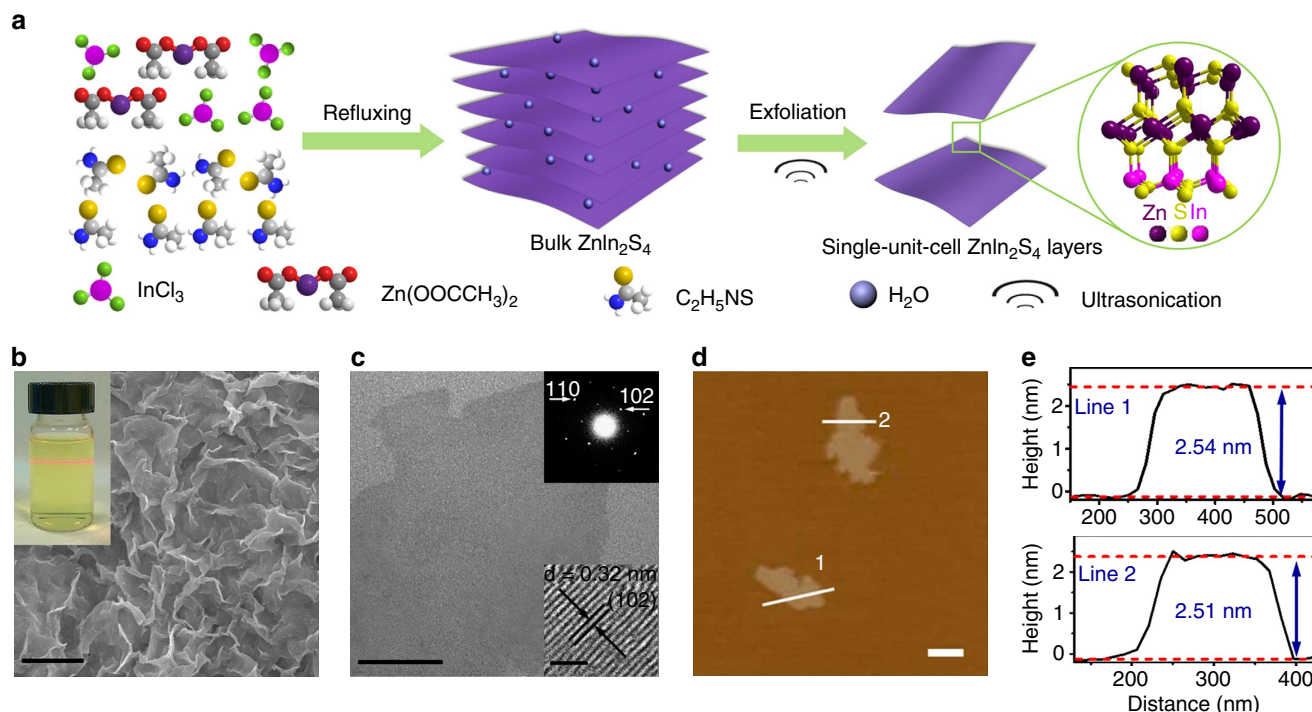 a
Refluxing
Exfoliation
Bulk ZnIn₂S₄
Single-unit-cell ZnIn₂S₄ layers
Zn S In
InCl₃
Zn(OOCCH₃)₂
C₂H₅NS
H₂O
Ultrasonication
b
c
110
102
d = 0.32 nm
(102)
d
2
1
e
Height (nm)
2
1
0
Line 1
2.54 nm
200 300 400 500
Height (nm)
2
1
0
Line 2
2.51 nm
200 300 400
Distance (nm)